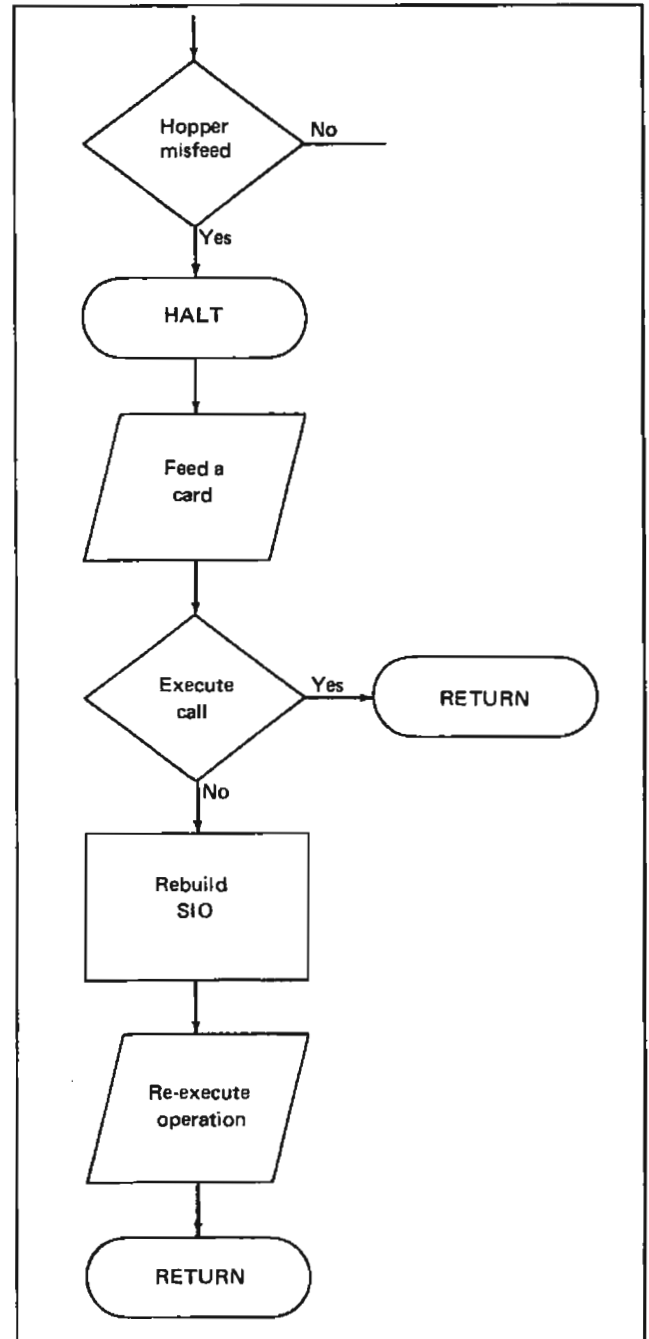 Hopper
misfeed
No
Yes
HALT
Feed a
card
Execute
call
Yes
RETURN
No
Rebuild
SIO
Re-execute
operation
RETURN